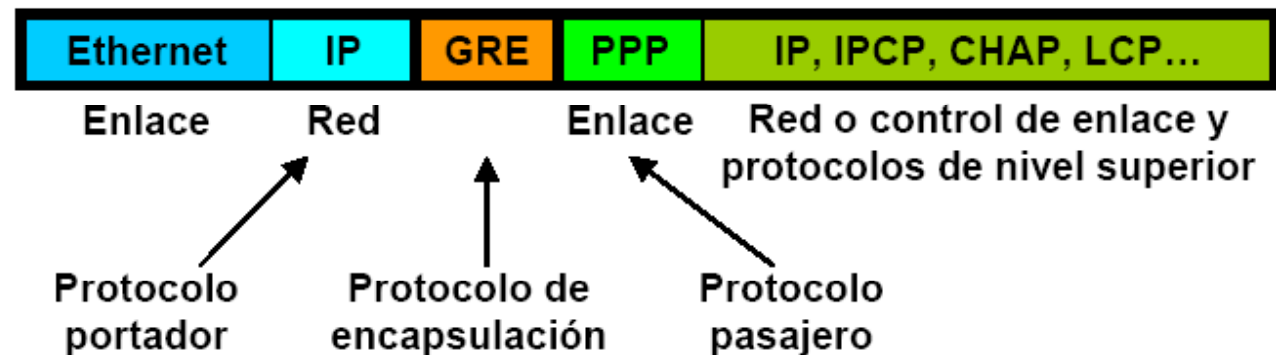 Ethernet IP GRE PPP IP, IPCP, CHAP, LCP...
Enlace Red Enlace Red o control de enlace y
protocolos de nivel superior
Protocolo Protocolo de Protocolo
portador encapsulación pasajero